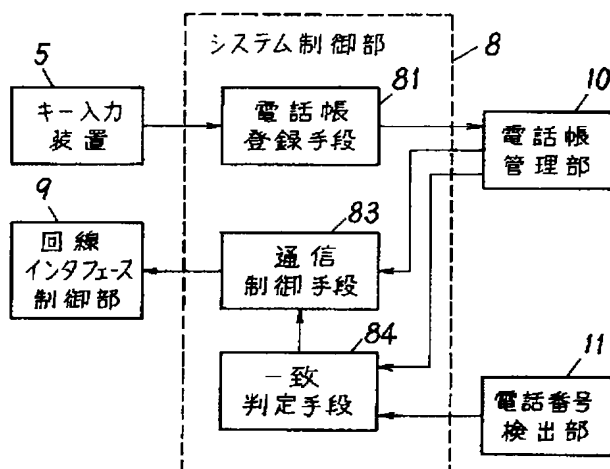 システム制御部
8
5
キー入力
装置
81
電話帳
登録手段
10
電話帳
管理部
9
回線
インタフェース
制御部
83
通信
制御手段
84
一致
判定手段
11
電話番号
検出部